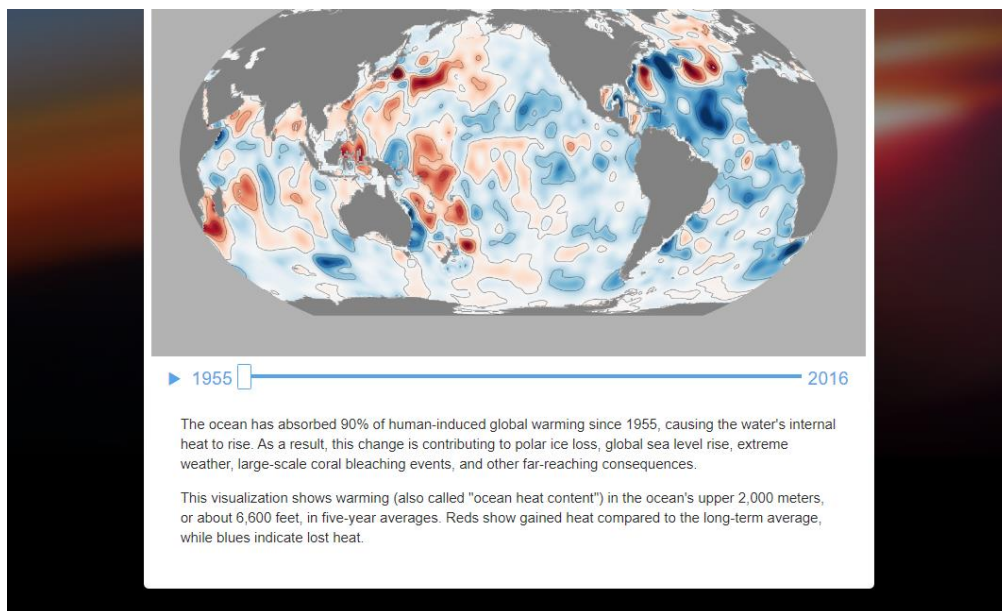 1955 2016
The ocean has absorbed 90% of human-induced global warming since 1955, causing the water's internal
heat to rise. As a result, this change is contributing to polar ice loss, global sea level rise, extreme
weather, large-scale coral bleaching events, and other far-reaching consequences.
This visualization shows warming (also called "ocean heat content") in the ocean's upper 2,000 meters,
or about 6,600 feet, in five-year averages. Reds show gained heat compared to the long-term average,
while blues indicate lost heat.